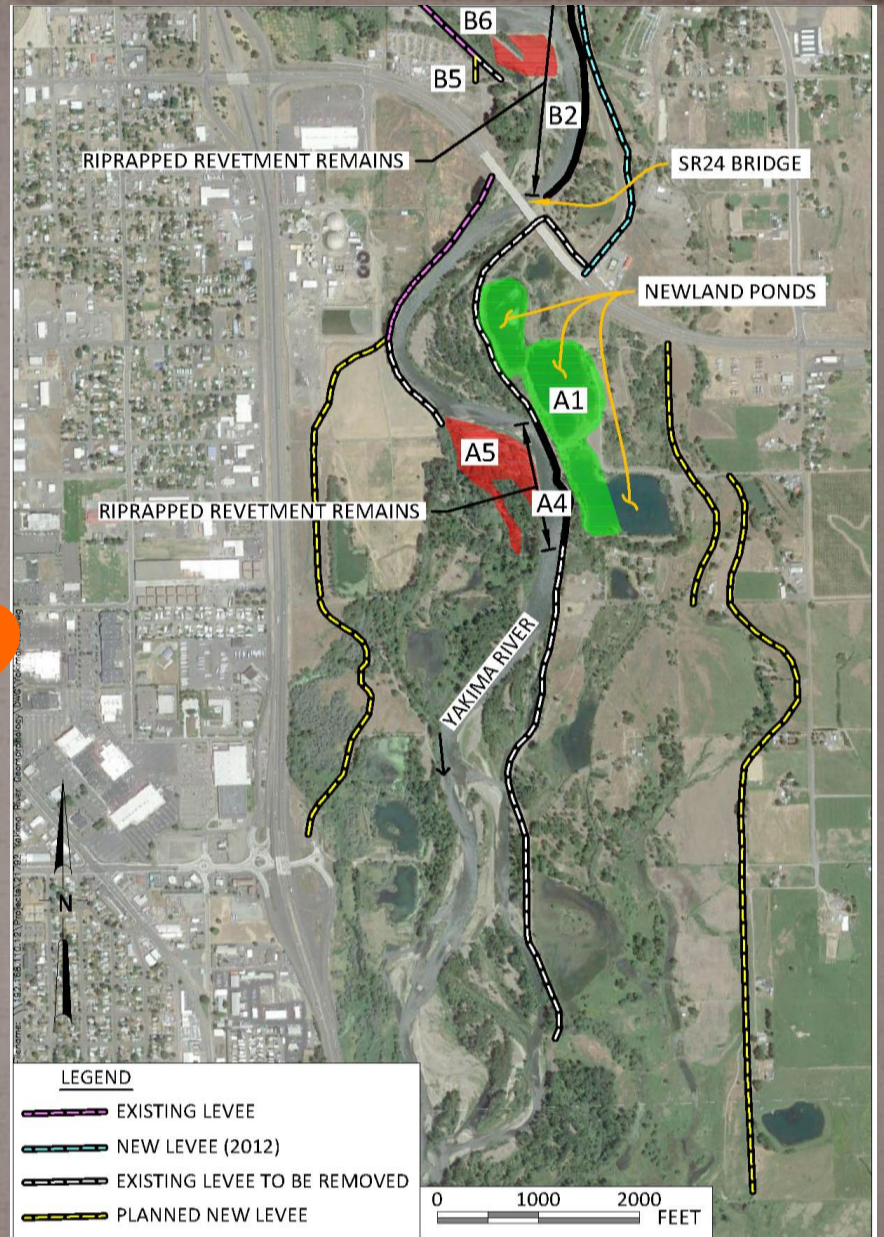 B6
B5
B2
RIPRAPPED REVETMENT REMAINS
SR24 BRIDGE
NEWLAND PONDS
A1
A5
RIPRAPPED REVETMENT REMAINS
A4
YAKIMA RIVER
N
LEGEND
EXISTING LEVEE
NEW LEVEE (2012)
EXISTING LEVEE TO BE REMOVED
PLANNED NEW LEVEE
0 1000 2000
FEET